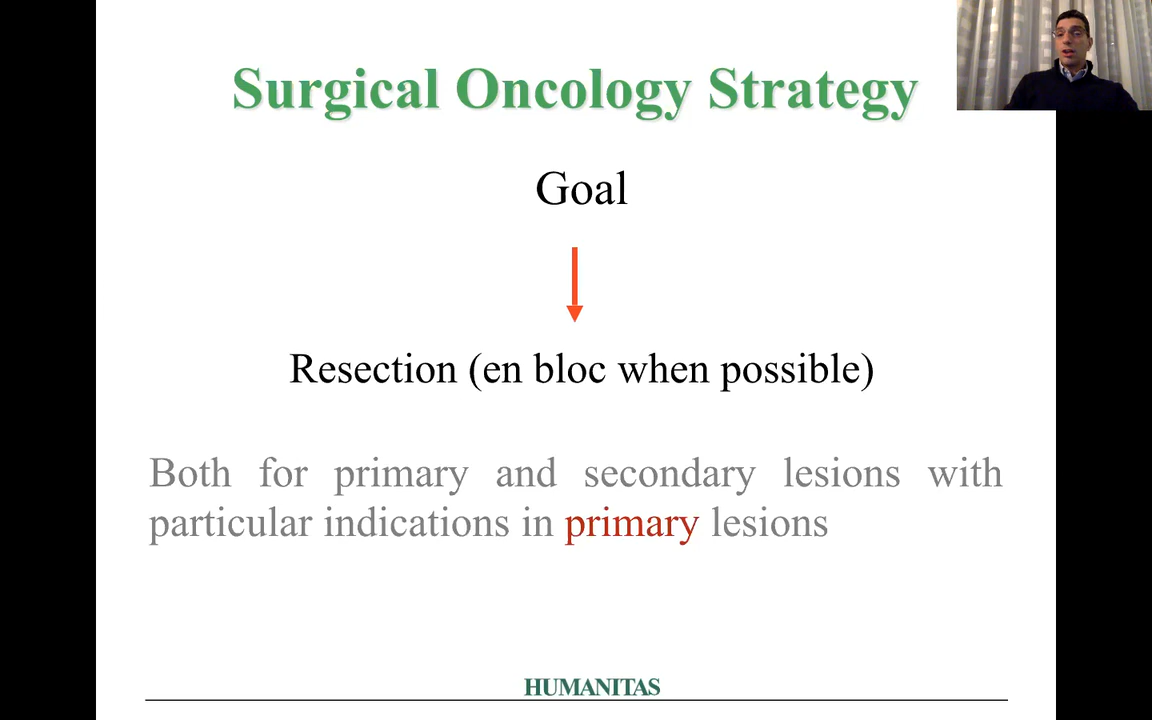 Surgical Oncology Strategy
Goal
Resection (en bloc when possible)
Both for primary and secondary lesions with
particular indications in primary lesions
HUMANITAS